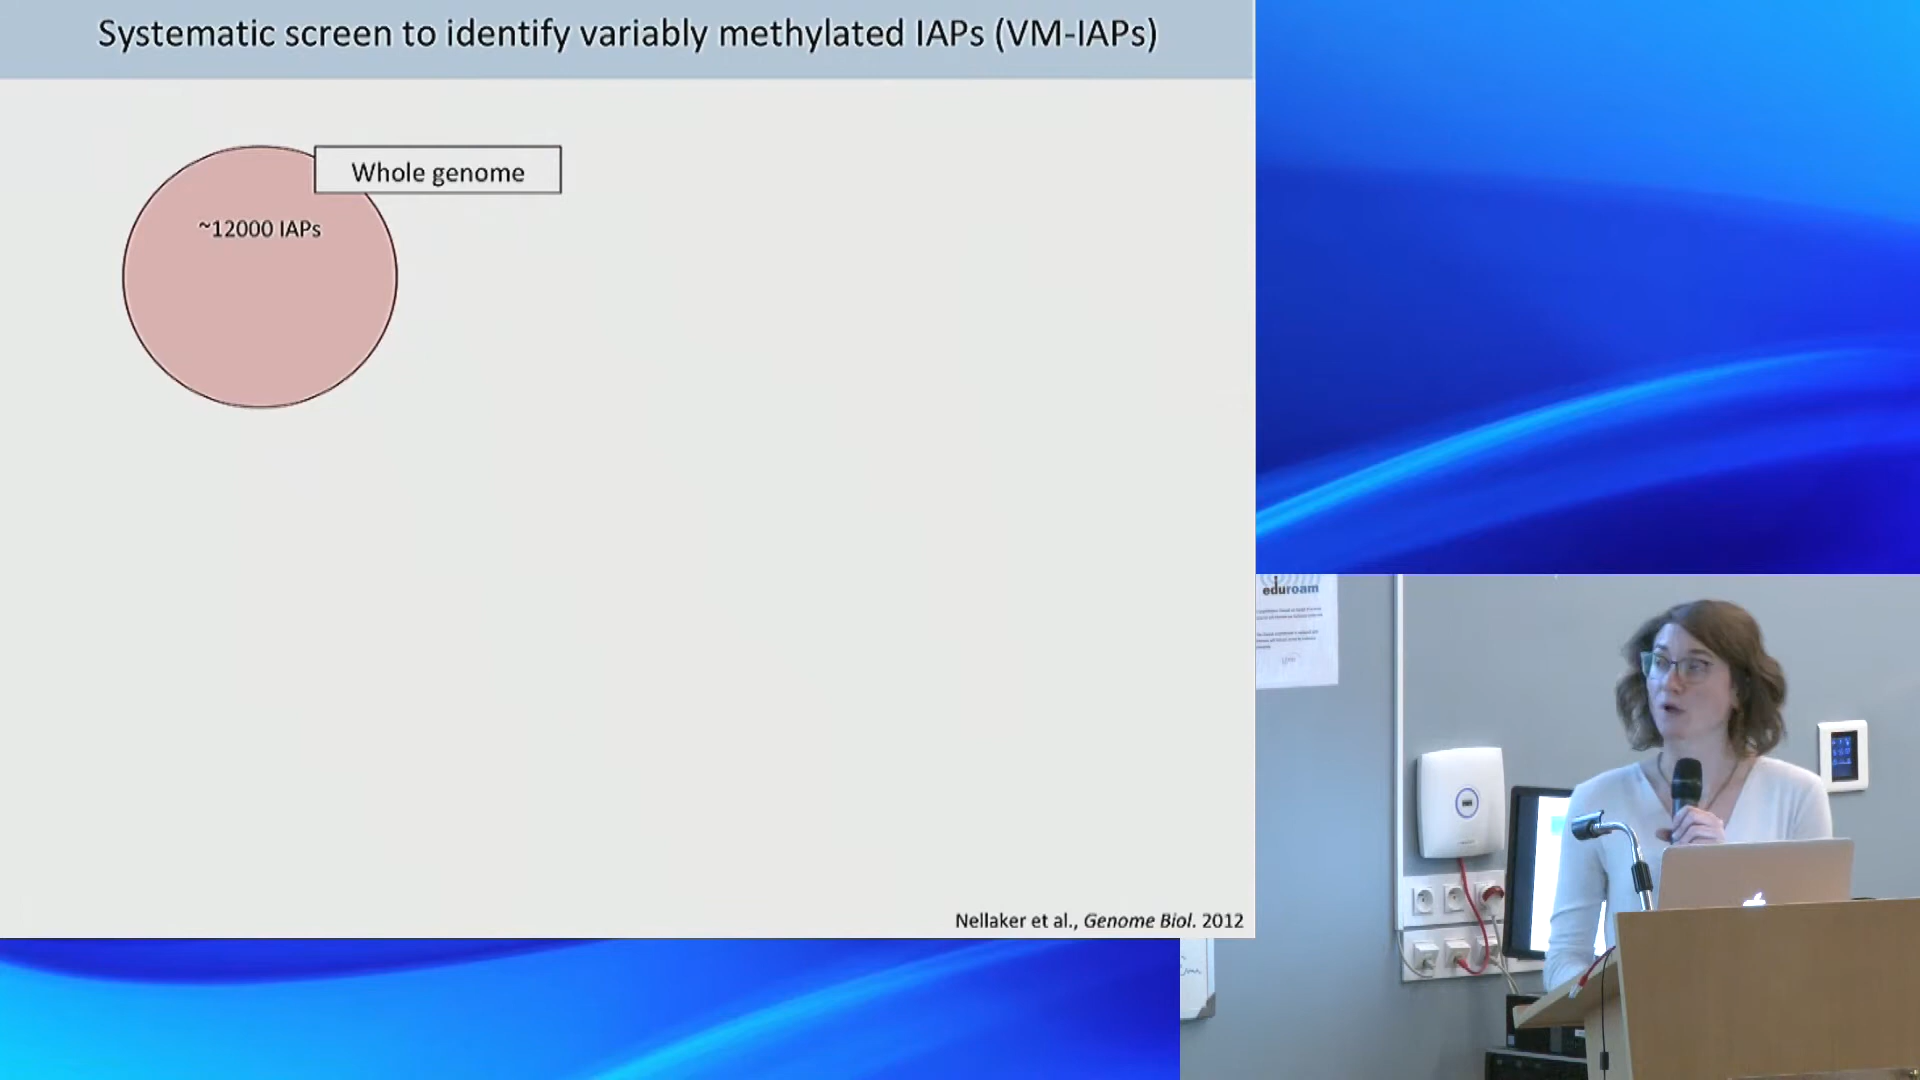 Systematic screen to identify variably methylated IAPs (VM-IAPs)
Whole genome
~12000 IAPs
Nellaker et al., Genome Biol. 2012
eduroam